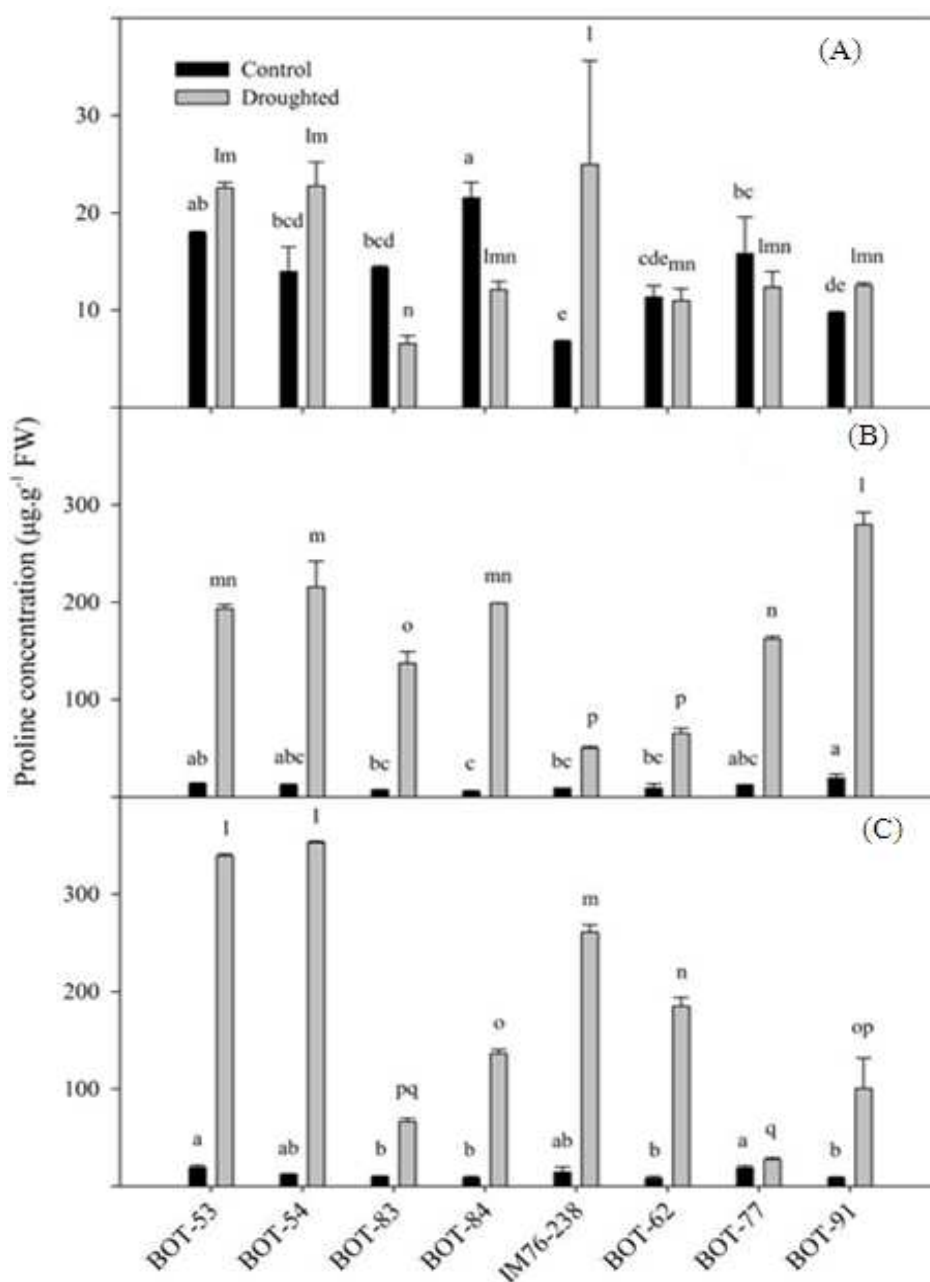 (A)
Control
Droughted
30
20
10
ab
lm
bcd
lm
bcd
n
a
lmn
e
l
cde
mn
bc
lmn
de
lmn
Proline concentration (µg.g⁻¹ FW)
(B)
300
200
100
ab
mn
abc
m
bc
o
c
mn
bc
p
bc
p
abc
n
a
l
(C)
300
200
100
a
l
ab
l
b
pq
b
o
ab
m
b
n
a
q
b
op
BOT-53
BOT-54
BOT-83
BOT-84
IM76-238
BOT-62
BOT-77
BOT-91